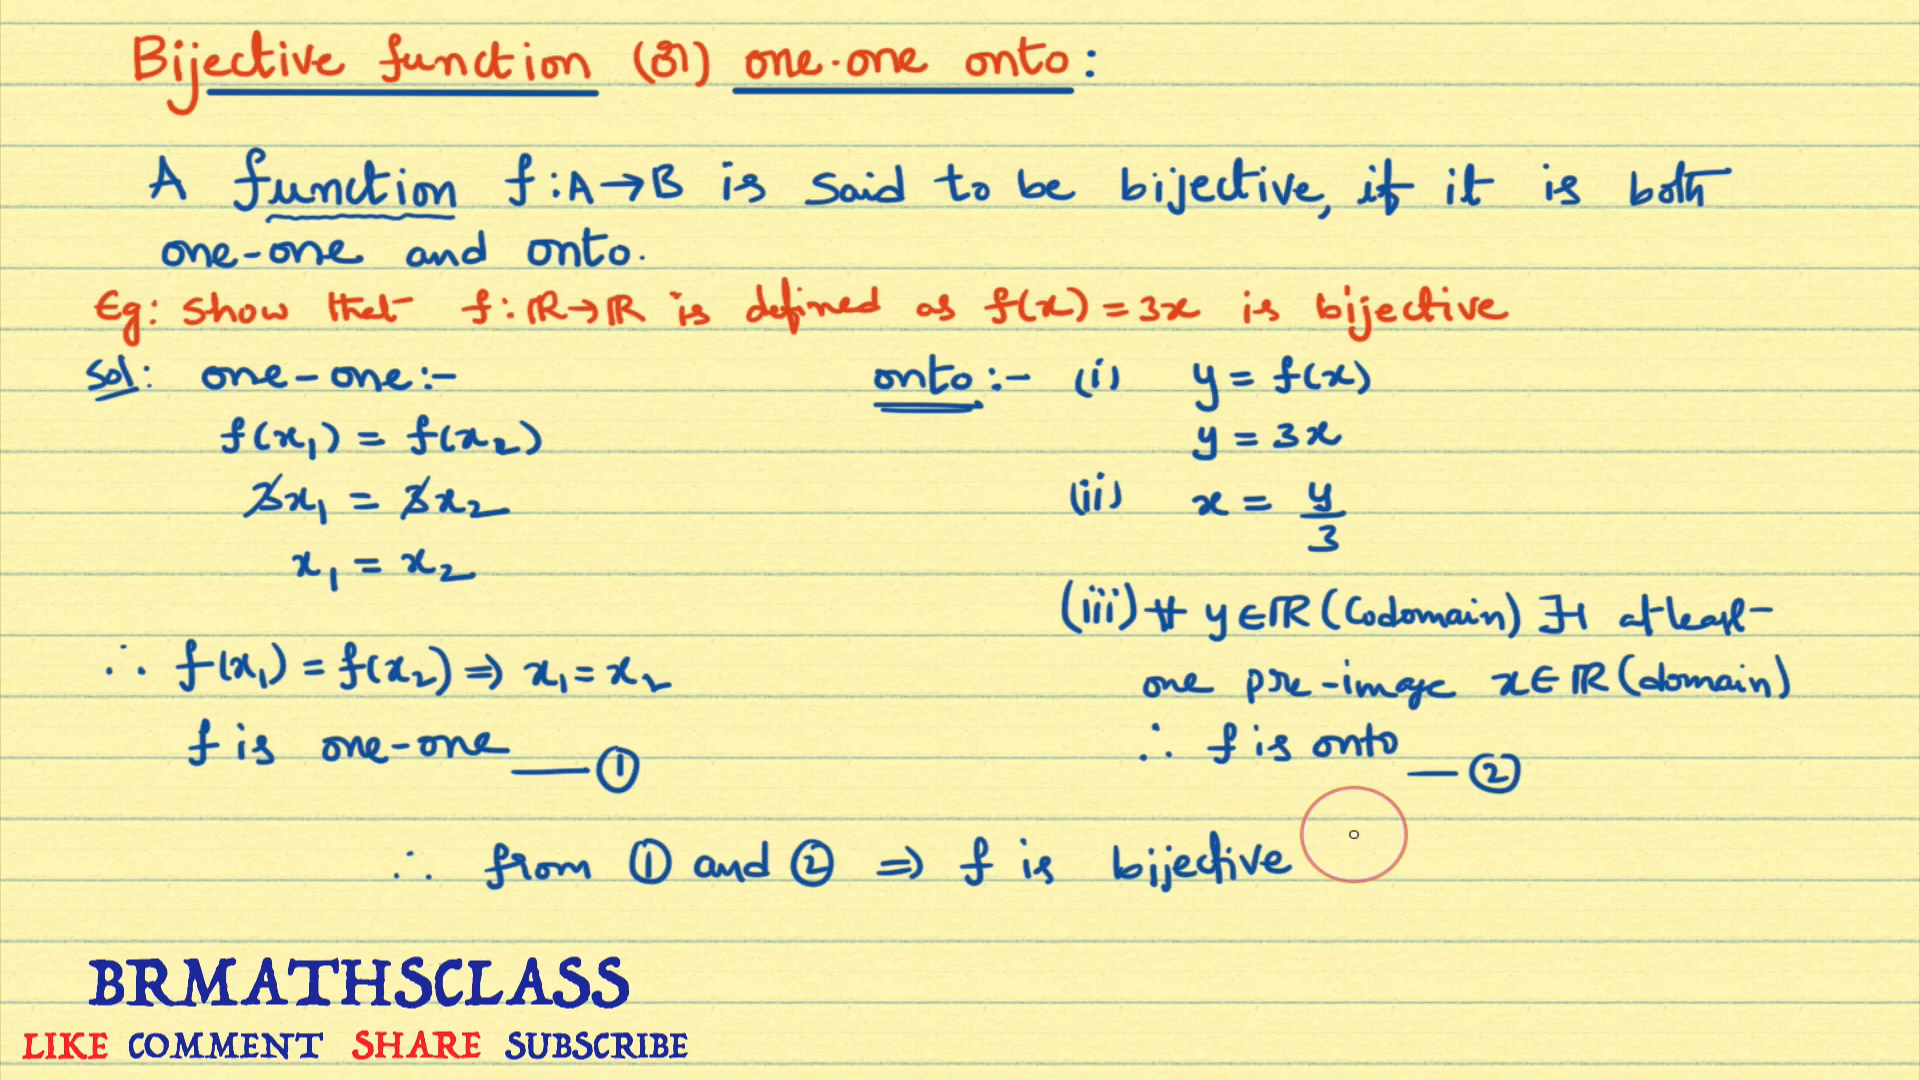 Bijective function (or) one-one onto:
A function f:A→B is said to be bijective, if it is both
one-one and onto.
Eg: show that f:ℝ→ℝ is defined as f(x)=3x is bijective
Sol: one-one:-
f(x₁) = f(x₂)
3x₁ = 3x₂
x₁ = x₂
∴ f(x₁) = f(x₂) ⇒ x₁ = x₂
f is one-one — ①
onto:- (i) y = f(x)
y = 3x
(ii) x = y/3
(iii) ∀ y∈ℝ (Codomain) ∃ atleast
one pre-image x∈ℝ (domain)
∴ f is onto — ②
∴ from ① and ② ⇒ f is bijective
BRMATHSCLASS
LIKE COMMENT SHARE SUBSCRIBE